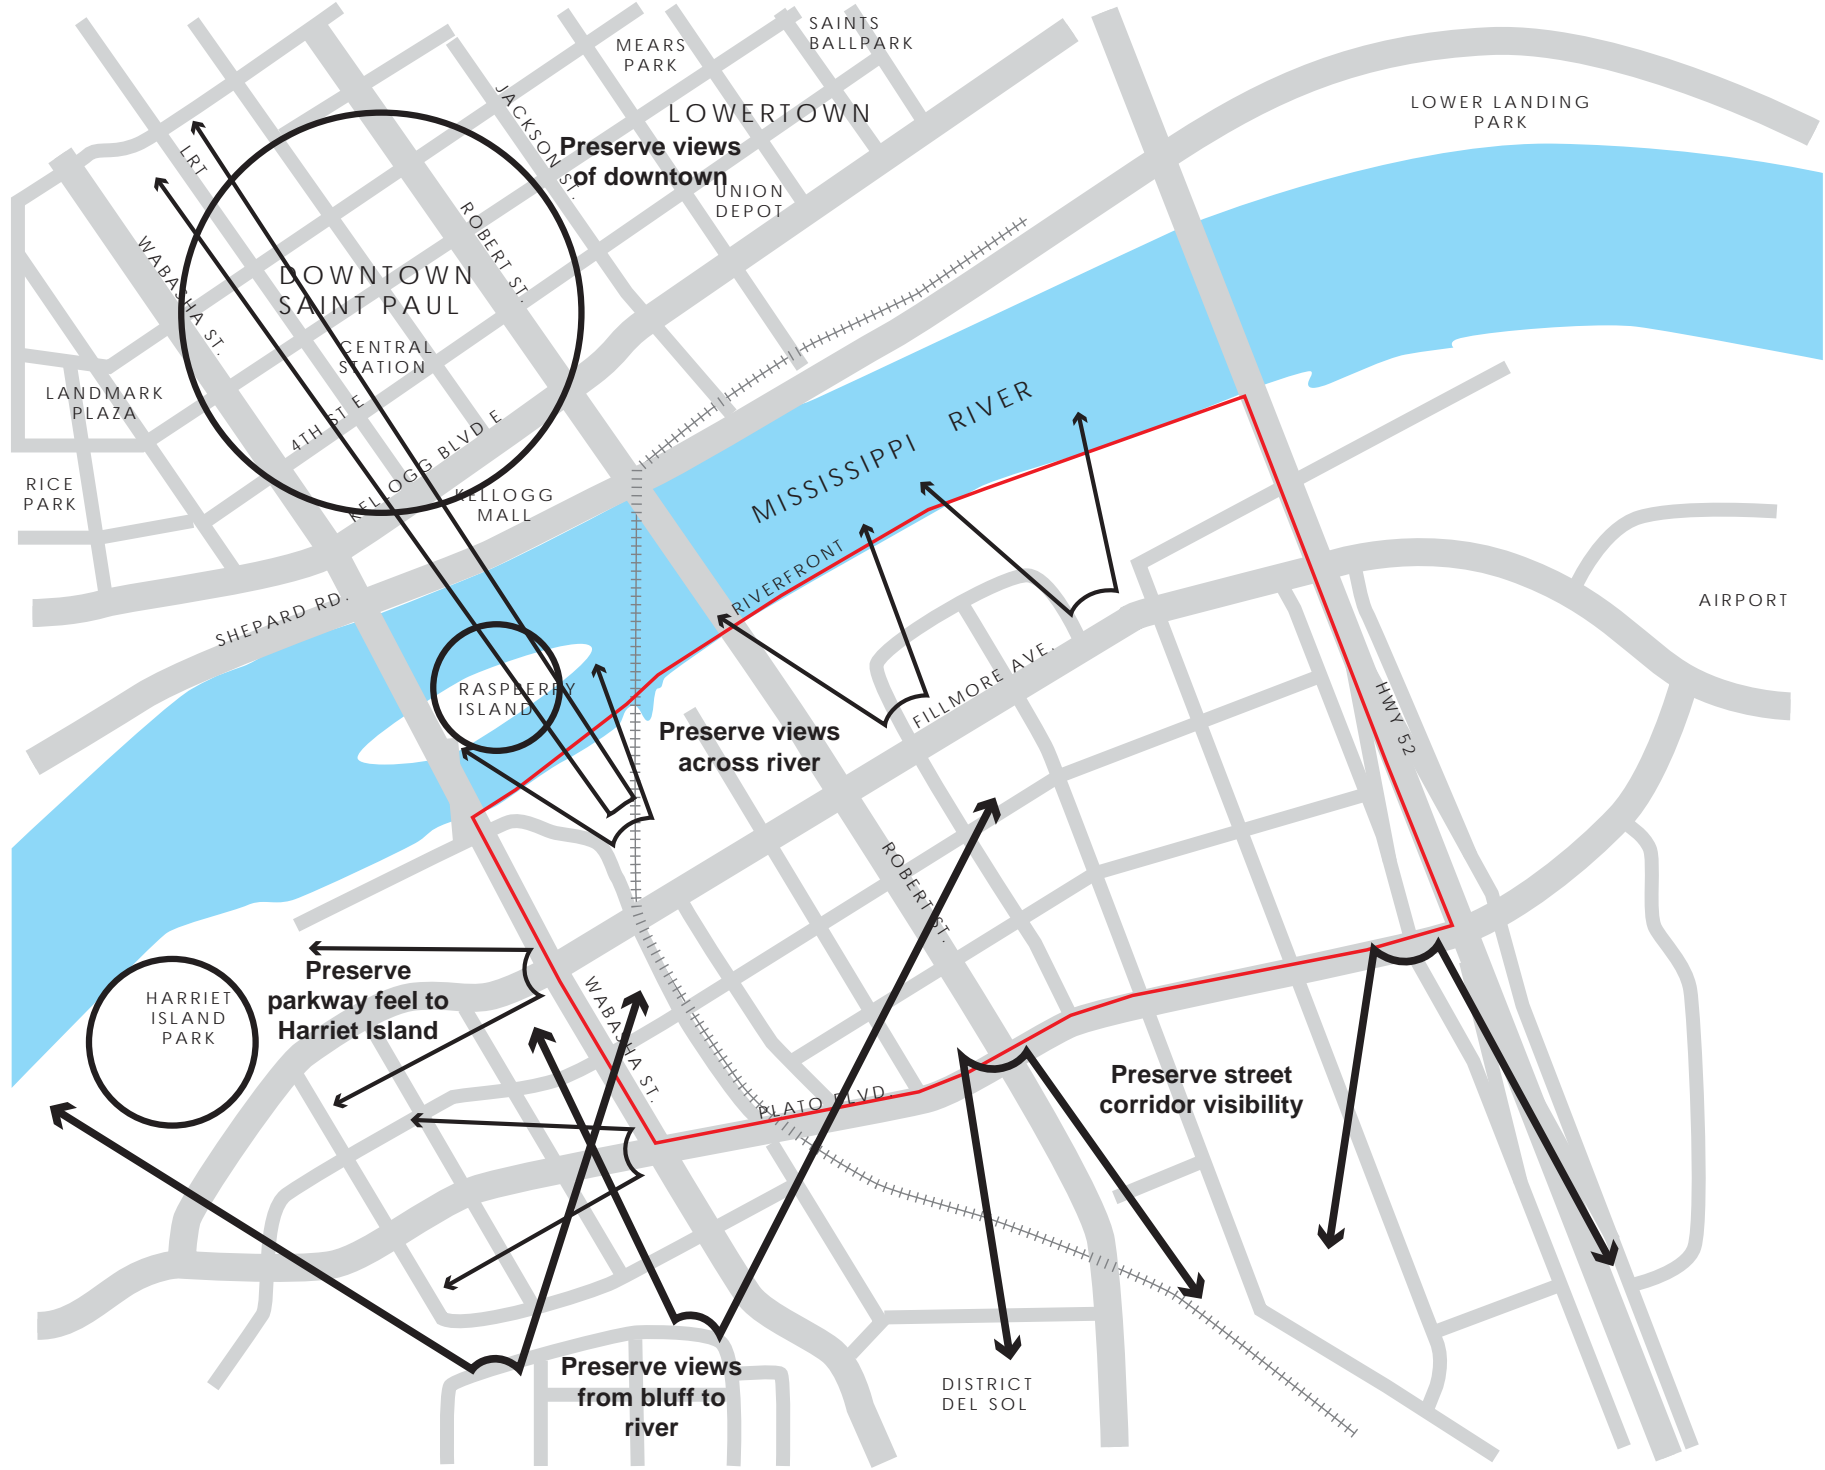 SAINTS
BALLPARK
MEARS
PARK
LOWERTOWN
JACKSON ST.
LOWER LANDING
PARK
Preserve views
of downtown
LRT
UNION
DEPOT
ROBERT ST.
WABASHA ST.
DOWNTOWN
SAINT PAUL
CENTRAL
STATION
LANDMARK
PLAZA
4TH ST E
KELLOGG BLVD E
RICE
PARK
KELLOGG
MALL
MISSISSIPPI RIVER
RIVERFRONT
SHEPARD RD.
AIRPORT
RASPBERRY
ISLAND
FILLMORE AVE.
HWY 52
Preserve views
across river
ROBERT ST.
Preserve
parkway feel to
Harriet Island
HARRIET
ISLAND
PARK
WABASHA ST.
PLATO BLVD.
Preserve street
corridor visibility
Preserve views
from bluff to
river
DISTRICT
DEL SOL